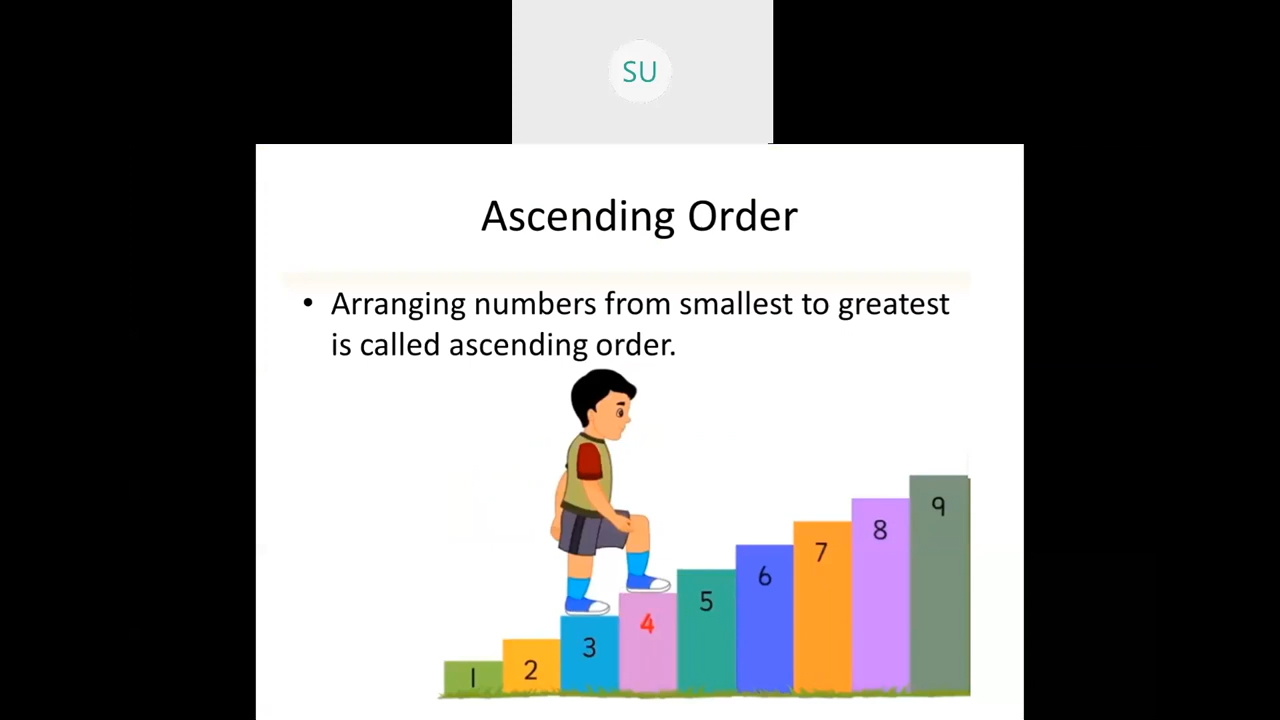 SU
Ascending Order
• Arranging numbers from smallest to greatest
is called ascending order.
1 2 3 4 5 6 7 8 9